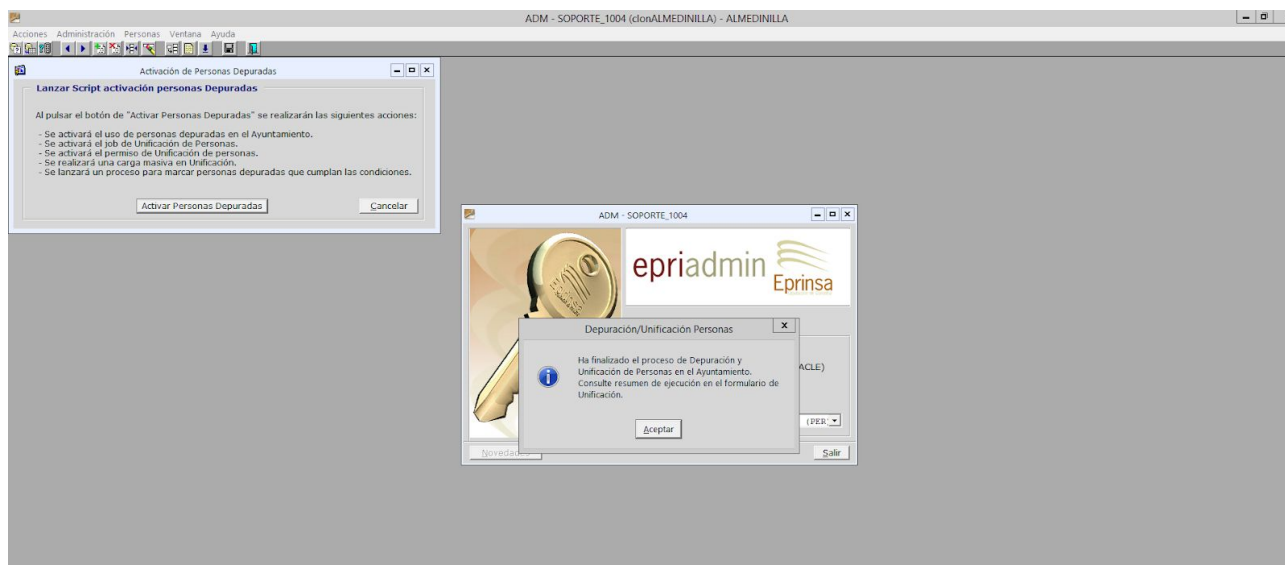 ADM - SOPORTE_1004 (clonALMEDINILLA) - ALMEDINILLA
Acciones Administración Personas Ventana Ayuda
Activación de Personas Depuradas
Lanzar Script activación personas Depuradas
Al pulsar el botón de "Activar Personas Depuradas" se realizarán las siguientes acciones:
- Se activará el uso de personas depuradas en el Ayuntamiento.
- Se activará el job de Unificación de Personas.
- Se activará el permiso de Unificación de personas.
- Se realizará una carga masiva en Unificación.
- Se lanzará un proceso para marcar personas depuradas que cumplan las condiciones.
Activar Personas Depuradas
Cancelar
ADM - SOPORTE_1004
epriadmin
Eprinsa
Depuración/Unificación Personas
Ha finalizado el proceso de Depuración y
Unificación de Personas en el Ayuntamiento.
Consulte resumen de ejecución en el formulario de
Unificación.
Aceptar
ACLE)
(PER
Novedad
Salir